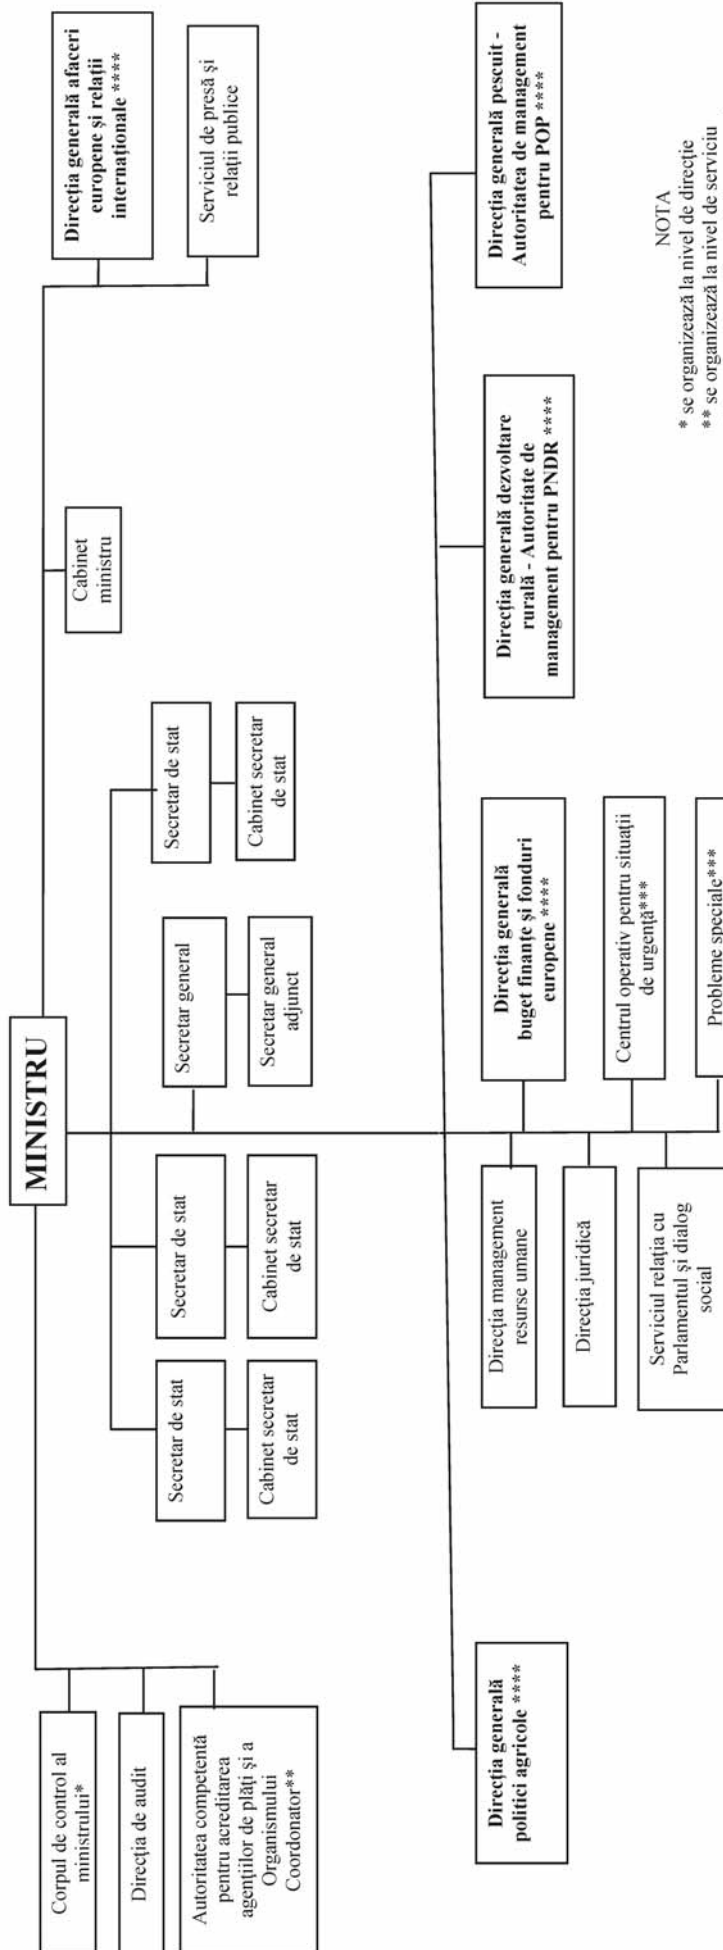 MINISTRU
Corpul de control al
ministrului*
Direcția de audit
Autoritatea competentă
pentru acreditarea
agențiilor de plăți și a
Organismului
Coordonator**
Cabinet
ministru
Direcția generală afaceri
europene și relații
internaționale ****
Serviciul de presă și
relații publice
Secretar de stat
Cabinet secretar
de stat
Secretar de stat
Cabinet secretar
de stat
Secretar general
Secretar general
adjunct
Secretar de stat
Cabinet secretar
de stat
Direcția generală
politici agricole ****
Direcția management
resurse umane
Direcția juridică
Serviciul relația cu
Parlamentul și dialog
social
Direcția generală
buget finanțe și fonduri
europene ****
Centrul operativ pentru situații
de urgență***
Probleme speciale***
Direcția generală dezvoltare
rurală - Autoritate de
management pentru PNDR ****
Direcția generală pescuit -
Autoritatea de management
pentru POP ****
NOTA
* se organizează la nivel de direcție
** se organizează la nivel de serviciu